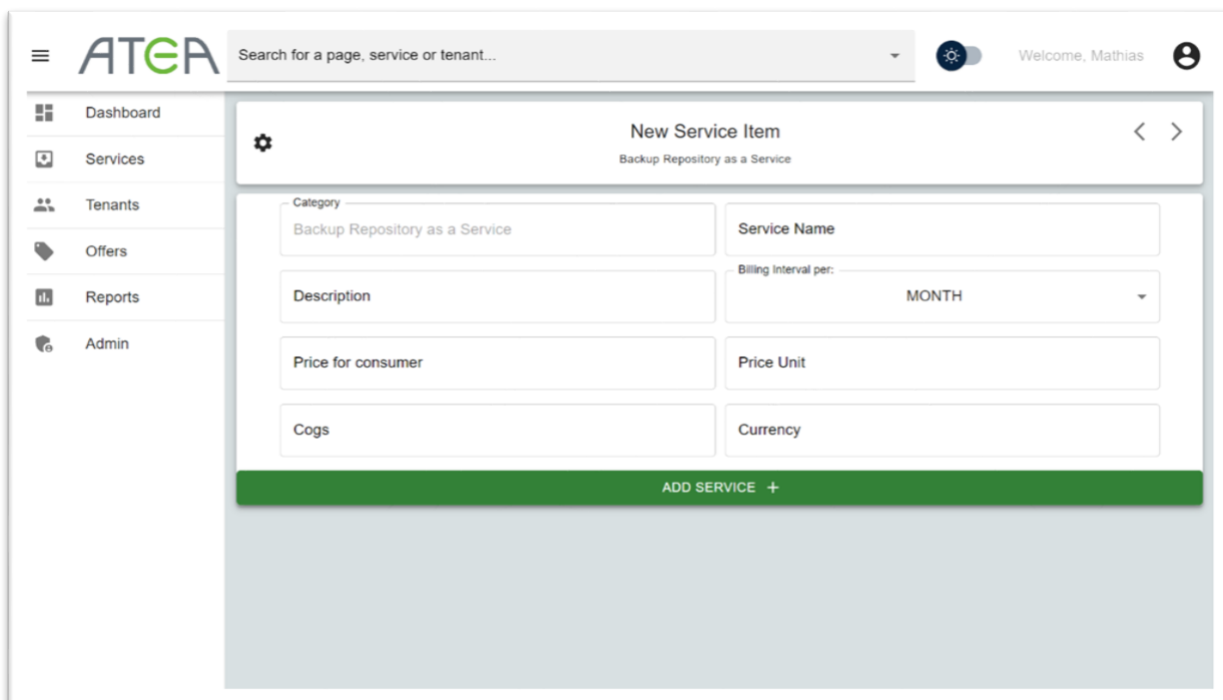 ATEA
Search for a page, service or tenant...
Welcome, Mathias
Dashboard
Services
Tenants
Offers
Reports
Admin
New Service Item
Backup Repository as a Service
Category
Backup Repository as a Service
Service Name
Description
Billing Interval per:
MONTH
Price for consumer
Price Unit
Cogs
Currency
ADD SERVICE +